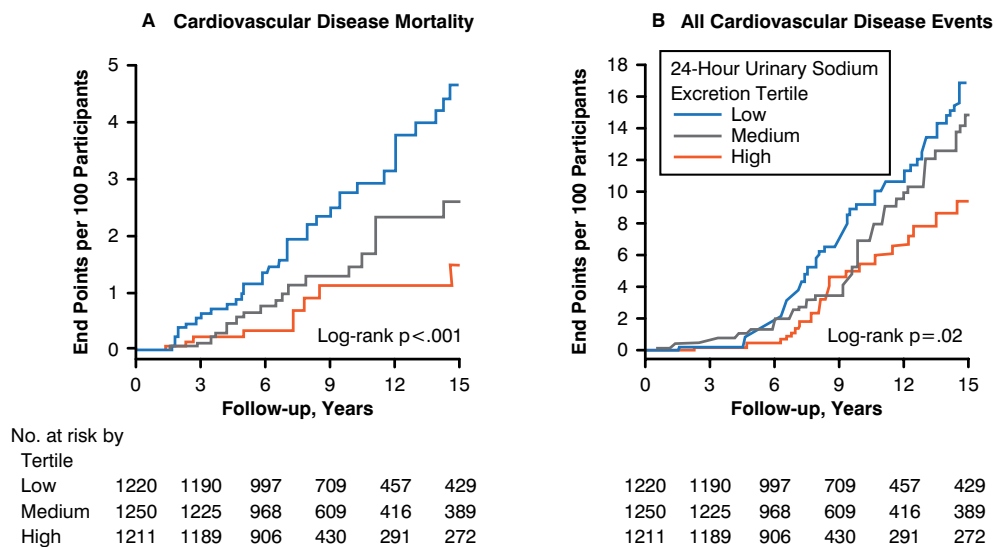 A Cardiovascular Disease Mortality
End Points per 100 Participants
5
4
3
2
1
0
Log-rank p<.001
0 3 6 9 12 15
Follow-up, Years
B All Cardiovascular Disease Events
End Points per 100 Participants
18
16
14
12
10
8
6
4
2
0
24-Hour Urinary Sodium
Excretion Tertile
Low
Medium
High
Log-rank p=.02
0 3 6 9 12 15
Follow-up, Years
No. at risk by
Tertile
Low 1220 1190 997 709 457 429 1220 1190 997 709 457 429
Medium 1250 1225 968 609 416 389 1250 1225 968 609 416 389
High 1211 1189 906 430 291 272 1211 1189 906 430 291 272